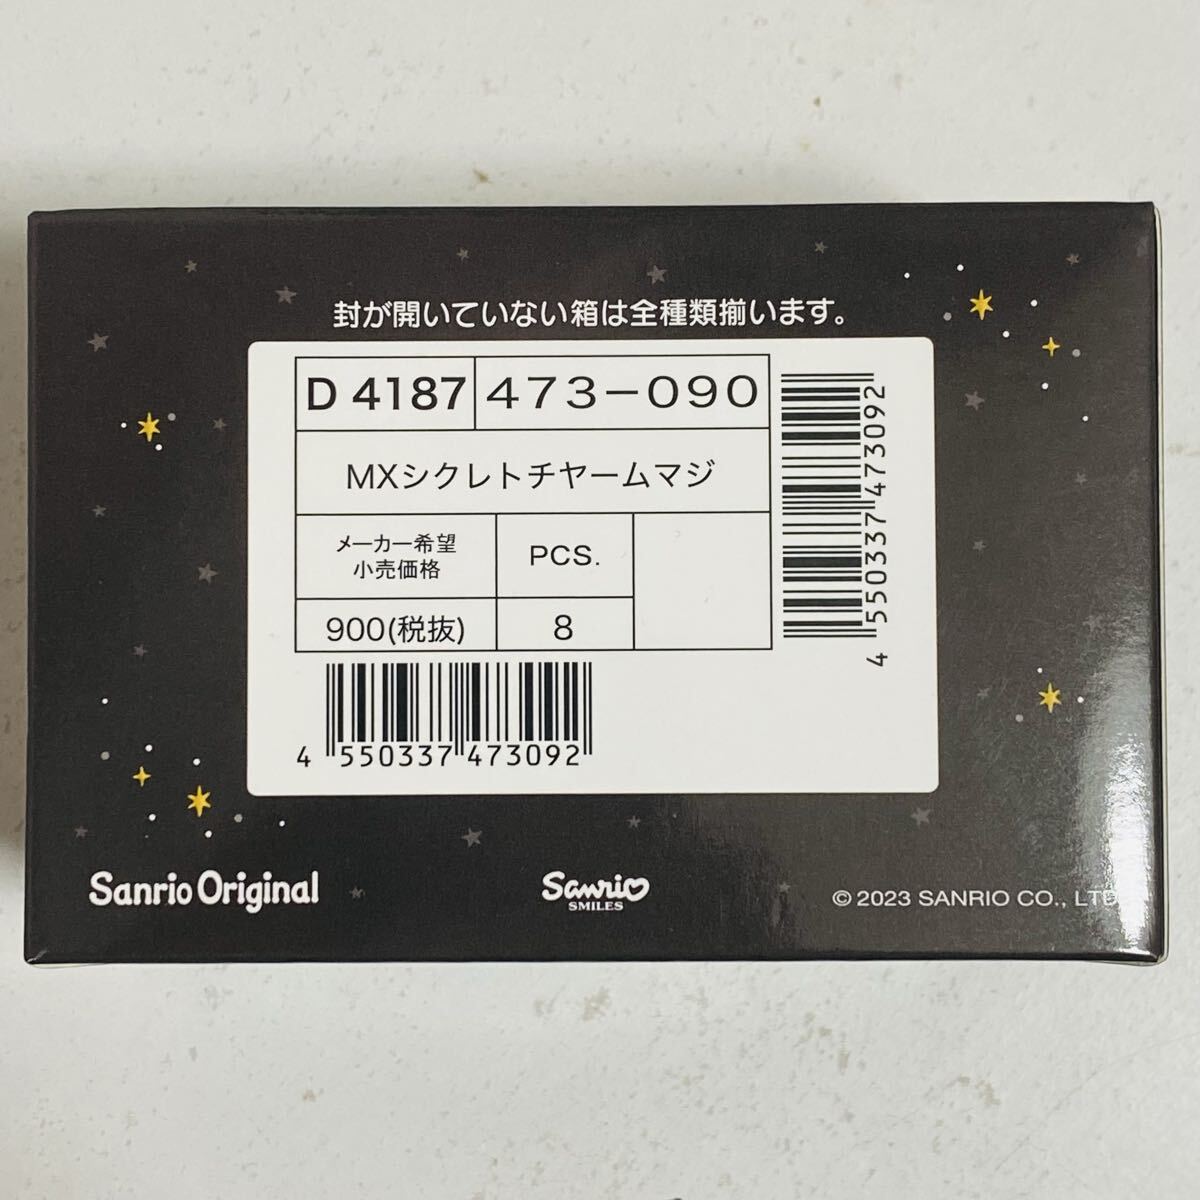 封が開いていない箱は全種類揃います。
D 4187 473-090
MXシクレトチヤームマジ
メーカー希望
小売価格
PCS.
900(税抜) 8
4 550337 473092
4 550337 473092
Sanrio Original
Sanrio
SMILES
© 2023 SANRIO CO., LTD.